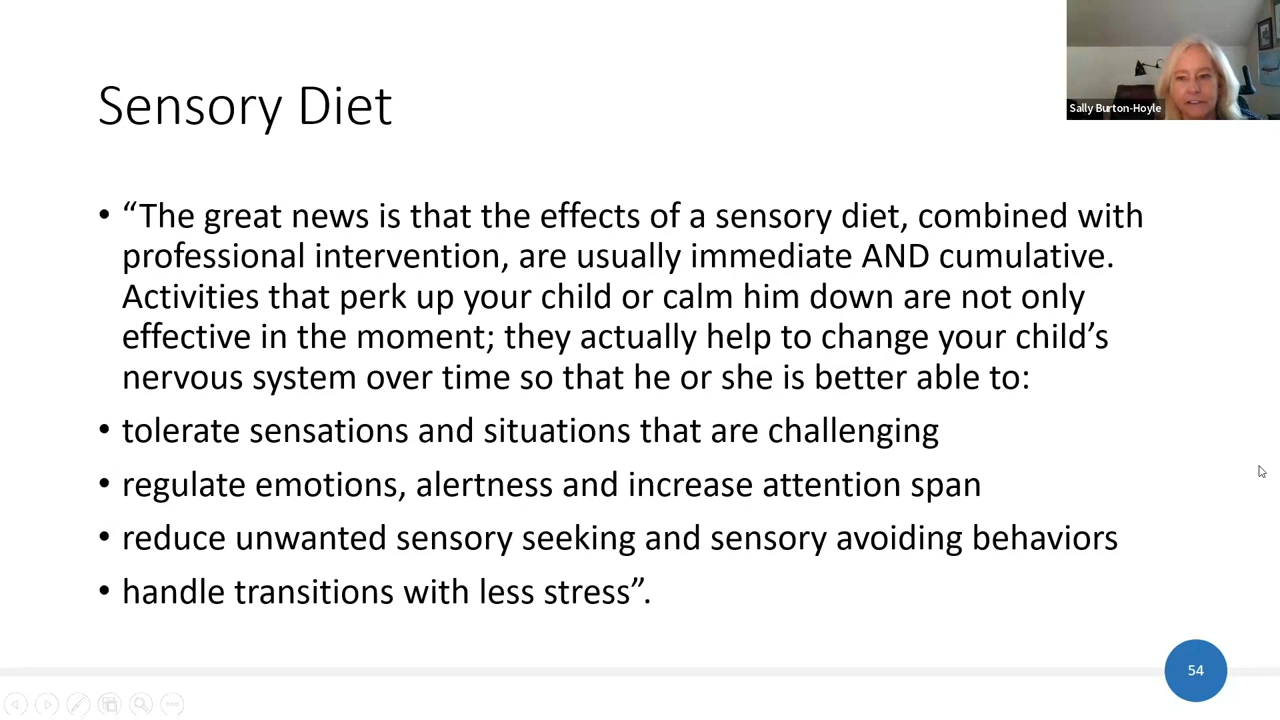 Sally Burton-Hoyle
Sensory Diet
• “The great news is that the effects of a sensory diet, combined with
professional intervention, are usually immediate AND cumulative.
Activities that perk up your child or calm him down are not only
effective in the moment; they actually help to change your child’s
nervous system over time so that he or she is better able to:
• tolerate sensations and situations that are challenging
• regulate emotions, alertness and increase attention span
• reduce unwanted sensory seeking and sensory avoiding behaviors
• handle transitions with less stress”.
54